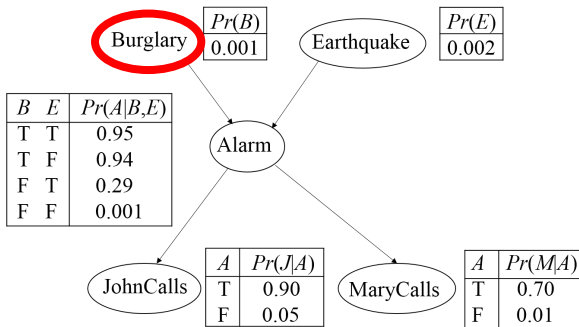 Burglary
Pr(B)
0.001
Earthquake
Pr(E)
0.002
B E Pr(A|B,E)
T T 0.95
T F 0.94
F T 0.29
F F 0.001
Alarm
JohnCalls
A Pr(J|A)
T 0.90
F 0.05
MaryCalls
A Pr(M|A)
T 0.70
F 0.01